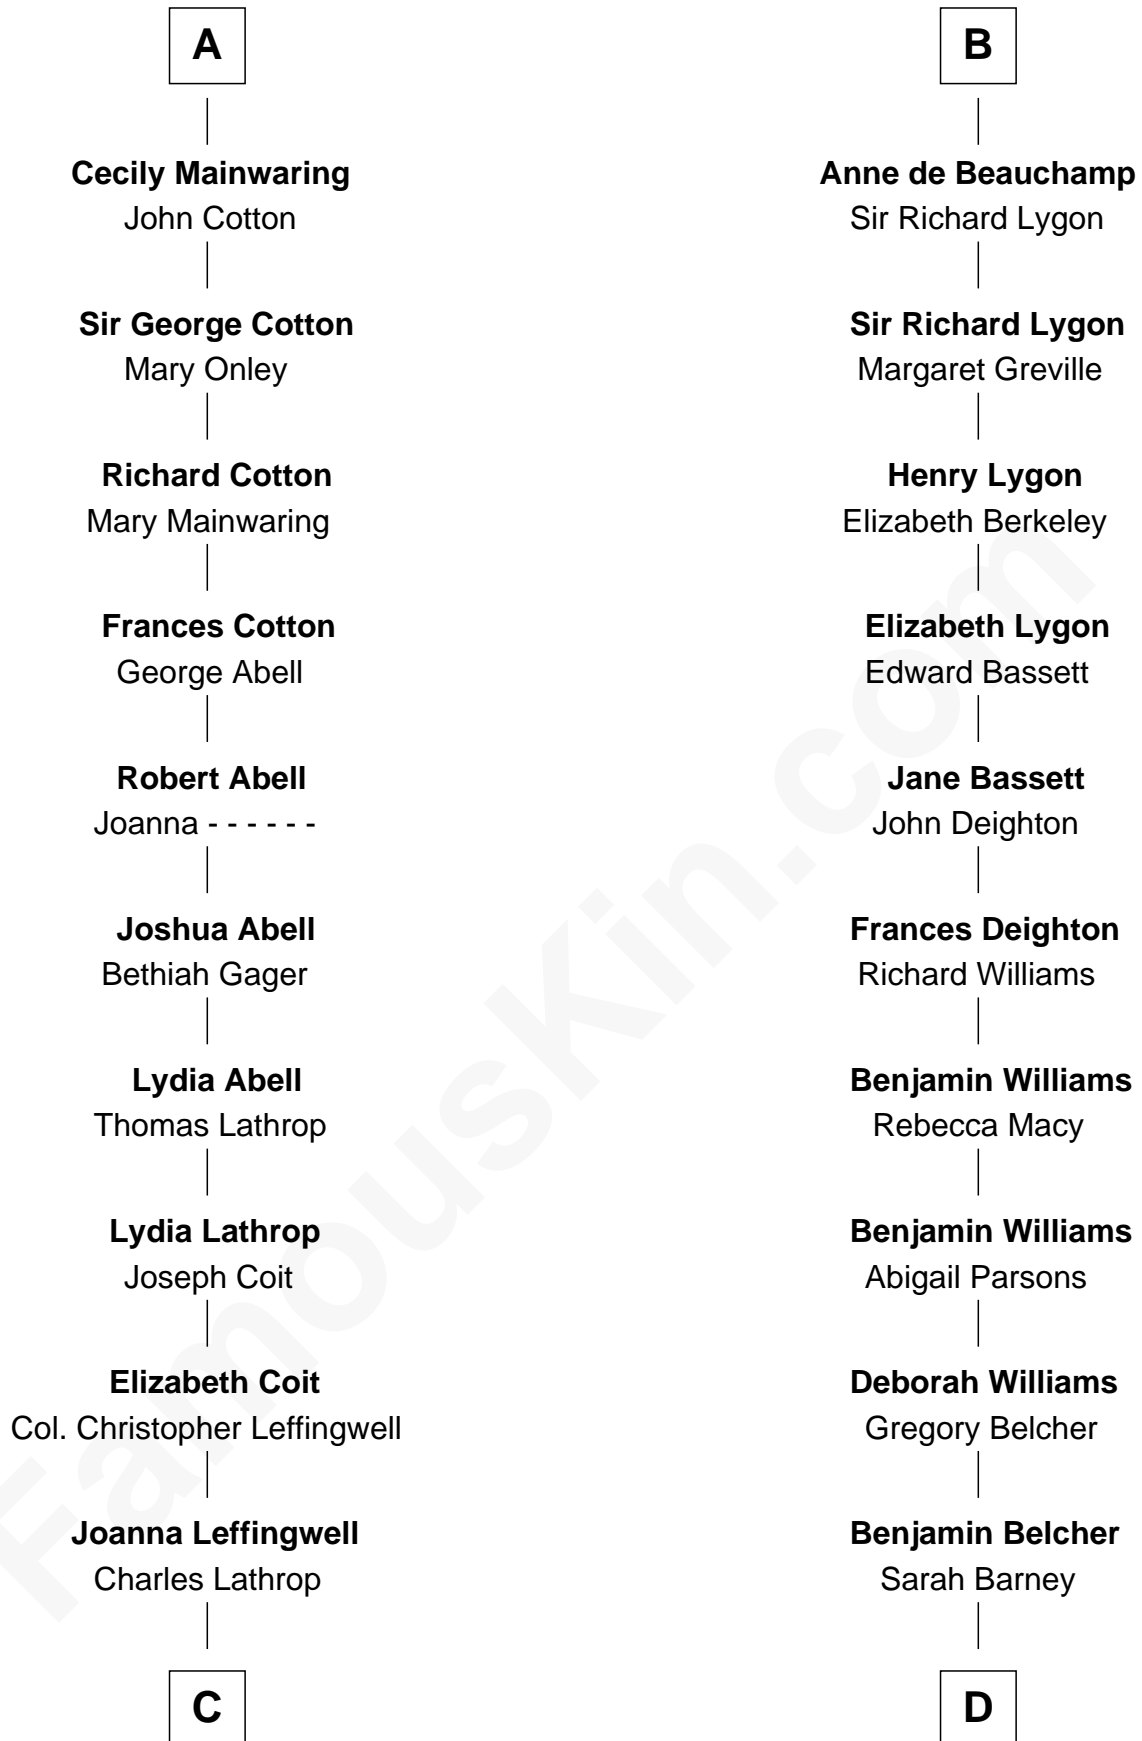 A
Cecily Mainwaring
John Cotton
Sir George Cotton
Mary Onley
Richard Cotton
Mary Mainwaring
Frances Cotton
George Abell
Robert Abell
Joanna - - - - - -
Joshua Abell
Bethiah Gager
Lydia Abell
Thomas Lathrop
Lydia Lathrop
Joseph Coit
Elizabeth Coit
Col. Christopher Leffingwell
Joanna Leffingwell
Charles Lathrop
C
B
Anne de Beauchamp
Sir Richard Lygon
Sir Richard Lygon
Margaret Greville
Henry Lygon
Elizabeth Berkeley
Elizabeth Lygon
Edward Bassett
Jane Bassett
John Deighton
Frances Deighton
Richard Williams
Benjamin Williams
Rebecca Macy
Benjamin Williams
Abigail Parsons
Deborah Williams
Gregory Belcher
Benjamin Belcher
Sarah Barney
D
FamousKin.com